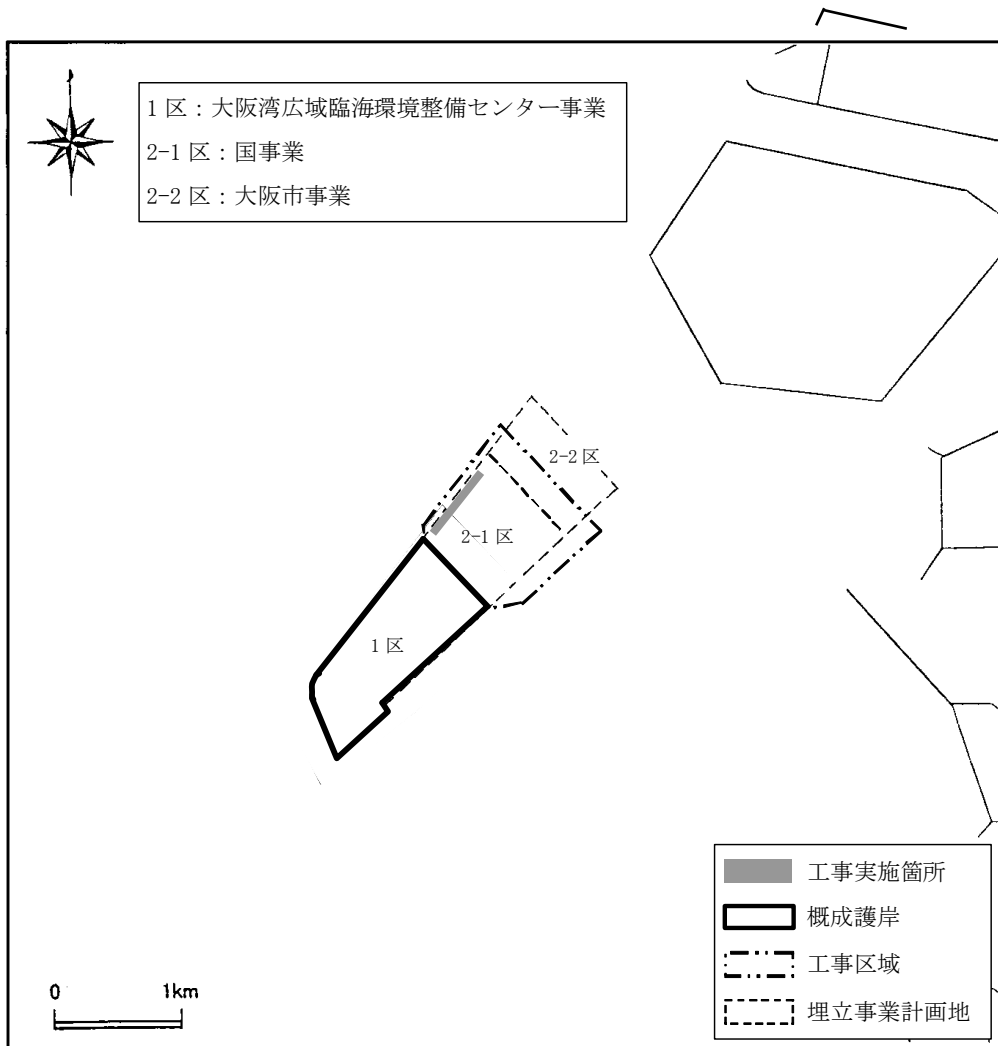 1 区：大阪湾広域臨海環境整備センター事業
2-1 区：国事業
2-2 区：大阪市事業
2-2 区
2-1 区
1 区
工事実施箇所
概成護岸
工事区域
埋立事業計画地
0 1km